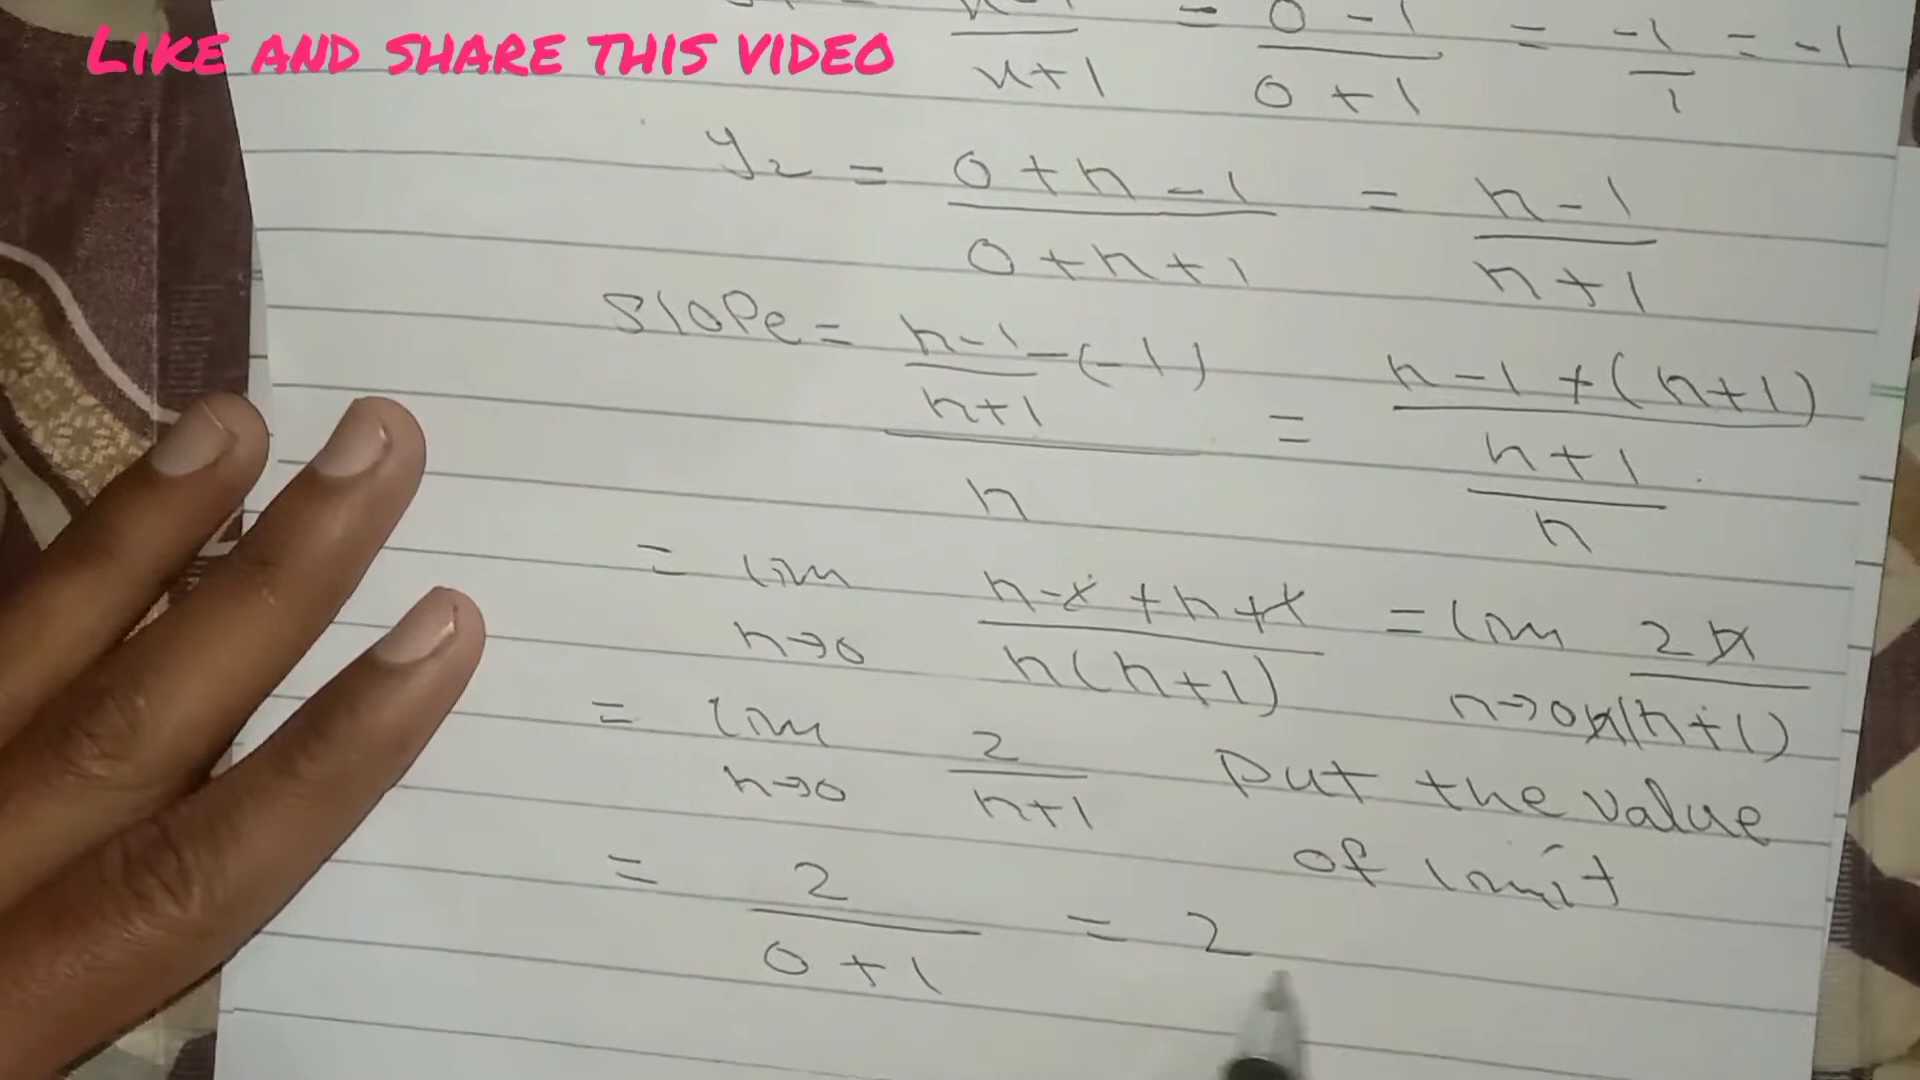 LIKE AND SHARE THIS VIDEO
x-1/x+1 = 0-1/0+1 = -1/1 = -1
y₂ = 0+h-1/0+h+1 = h-1/h+1
Slope = (h-1/h+1 -(-1))/h = (h-1+(h+1)/h+1)/h
= lim h→0 h-1+h+1/h(h+1) = lim h→0 2h/h(h+1)
= lim h→0 2/h+1 Put the value
of limit
= 2/0+1 = 2